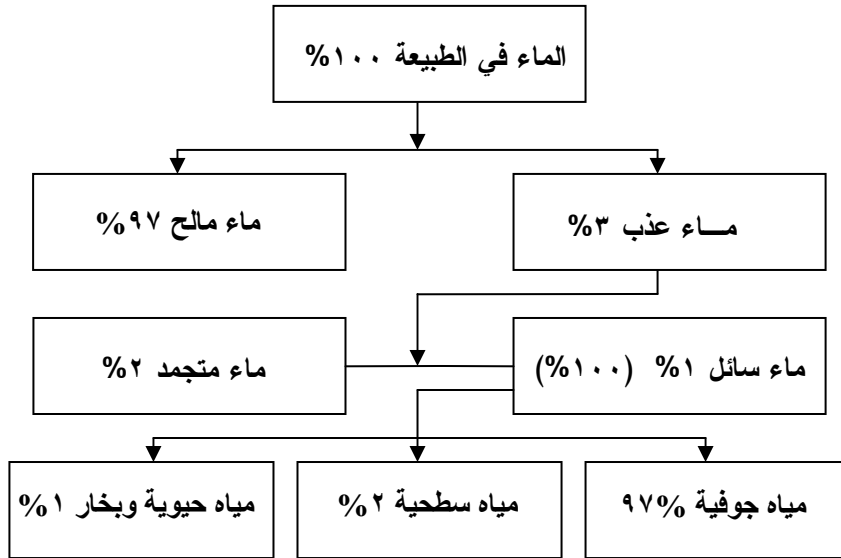 الماء في الطبيعة ١٠٠%
مـــاء عذب ٣%
ماء مالح ٩٧%
ماء سائل ١% (١٠٠%)
ماء متجمد ٢%
مياه جوفية %٩٧
مياه سطحية ٢%
مياه حيوية وبخار ١%